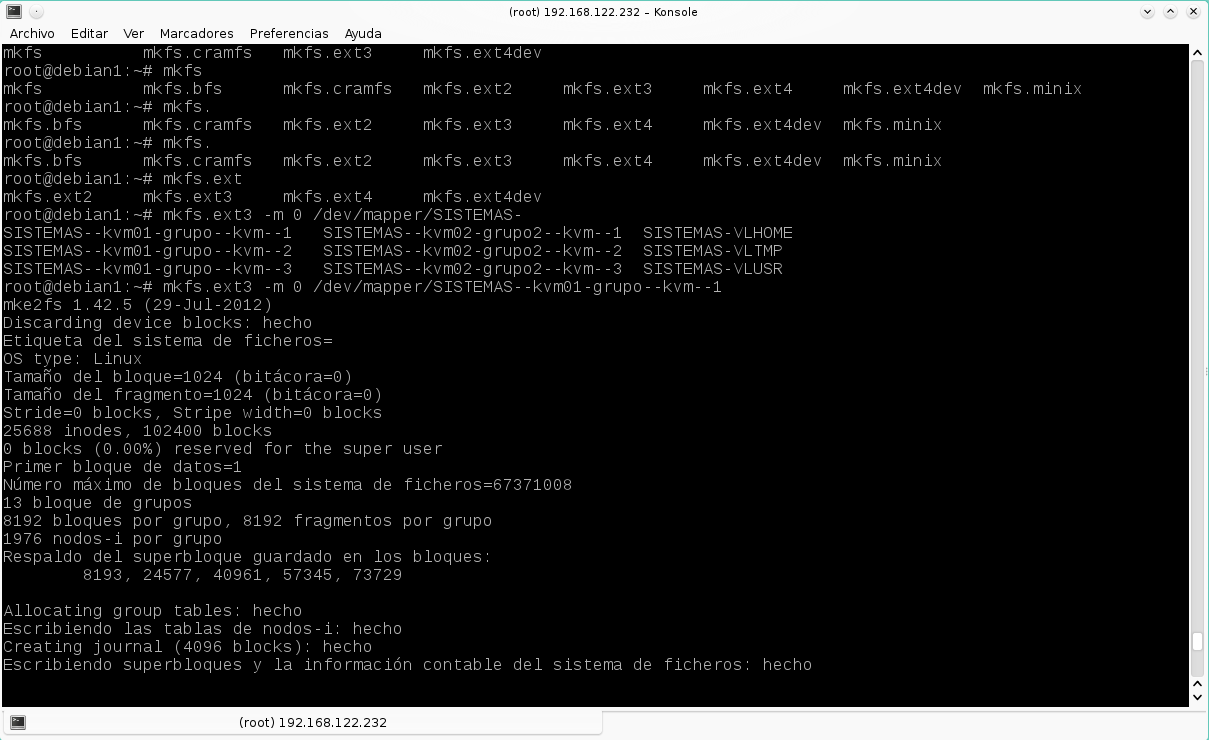 (root) 192.168.122.232 – Konsole
Archivo Editar Ver Marcadores Preferencias Ayuda
mkfs mkfs.cramfs mkfs.ext3 mkfs.ext4dev
root@debian1:~# mkfs
mkfs mkfs.bfs mkfs.cramfs mkfs.ext2 mkfs.ext3 mkfs.ext4 mkfs.ext4dev mkfs.minix
root@debian1:~# mkfs.
mkfs.bfs mkfs.cramfs mkfs.ext2 mkfs.ext3 mkfs.ext4 mkfs.ext4dev mkfs.minix
root@debian1:~# mkfs.
mkfs.bfs mkfs.cramfs mkfs.ext2 mkfs.ext3 mkfs.ext4 mkfs.ext4dev mkfs.minix
root@debian1:~# mkfs.ext
mkfs.ext2 mkfs.ext3 mkfs.ext4 mkfs.ext4dev
root@debian1:~# mkfs.ext3 -m 0 /dev/mapper/SISTEMAS-
SISTEMAS--kvm01-grupo--kvm--1 SISTEMAS--kvm02-grupo2--kvm--1 SISTEMAS-VLHOME
SISTEMAS--kvm01-grupo--kvm--2 SISTEMAS--kvm02-grupo2--kvm--2 SISTEMAS-VLTMP
SISTEMAS--kvm01-grupo--kvm--3 SISTEMAS--kvm02-grupo2--kvm--3 SISTEMAS-VLUSR
root@debian1:~# mkfs.ext3 -m 0 /dev/mapper/SISTEMAS--kvm01-grupo--kvm--1
mke2fs 1.42.5 (29-Jul-2012)
Discarding device blocks: hecho
Etiqueta del sistema de ficheros=
OS type: Linux
Tamaño del bloque=1024 (bitácora=0)
Tamaño del fragmento=1024 (bitácora=0)
Stride=0 blocks, Stripe width=0 blocks
25688 inodes, 102400 blocks
0 blocks (0.00%) reserved for the super user
Primer bloque de datos=1
Número máximo de bloques del sistema de ficheros=67371008
13 bloque de grupos
8192 bloques por grupo, 8192 fragmentos por grupo
1976 nodos-i por grupo
Respaldo del superbloque guardado en los bloques:
8193, 24577, 40961, 57345, 73729
Allocating group tables: hecho
Escribiendo las tablas de nodos-i: hecho
Creating journal (4096 blocks): hecho
Escribiendo superbloques y la información contable del sistema de ficheros: hecho
(root) 192.168.122.232